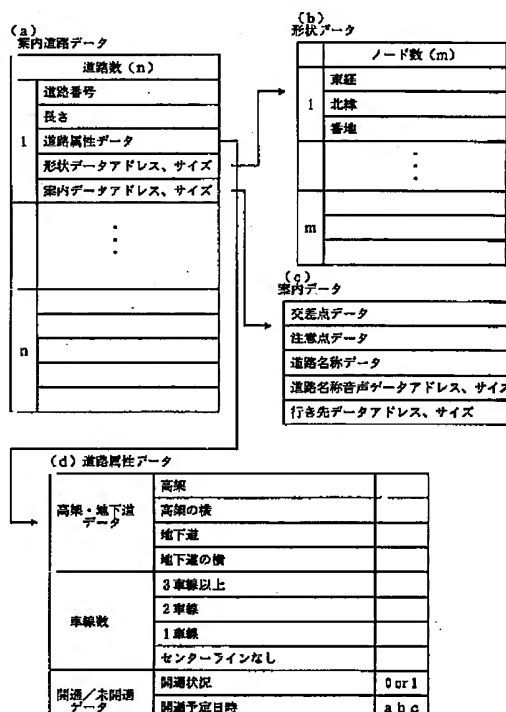 (a)
案内道路データ
道路数(n)
1
道路番号
長さ
道路属性データ
形状データアドレス、サイズ
案内データアドレス、サイズ
n
(b)
形状データ
ノード数(m)
1
東経
北緯
番地
m
(c)
案内データ
交差点データ
注意点データ
道路名称データ
道路名称音声データアドレス、サイズ
行き先データアドレス、サイズ
(d)道路属性データ
高架・地下道
データ
高架
高架の横
地下道
地下道の横
車線数
3車線以上
2車線
1車線
センターラインなし
開通/未開通
データ
開通状況
0 or 1
開通予定日時
a b c